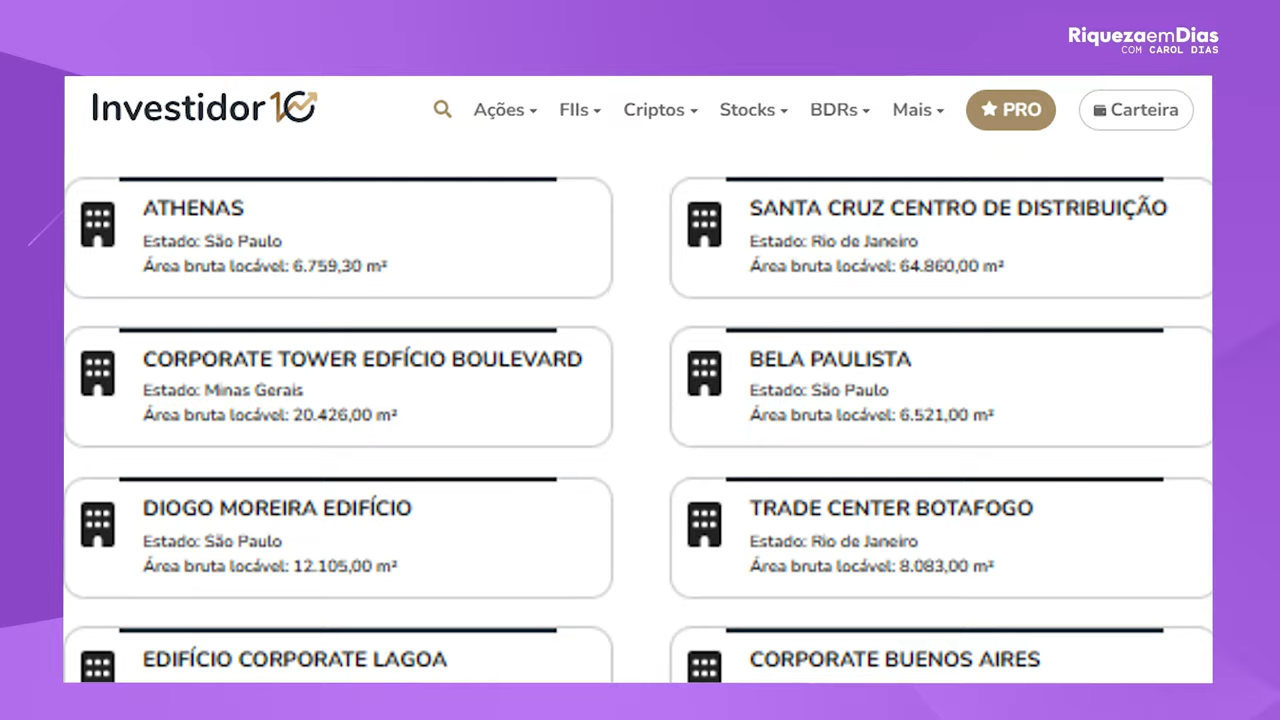 RiquezaemDias
COM CAROL DIAS
Investidor10
Ações
FIIs
Criptos
Stocks
BDRs
Mais
PRO
Carteira
ATHENAS
Estado: São Paulo
Área bruta locável: 6.759,30 m²
SANTA CRUZ CENTRO DE DISTRIBUIÇÃO
Estado: Rio de Janeiro
Área bruta locável: 64.860,00 m²
CORPORATE TOWER EDFÍCIO BOULEVARD
Estado: Minas Gerais
Área bruta locável: 20.426,00 m²
BELA PAULISTA
Estado: São Paulo
Área bruta locável: 6.521,00 m²
DIOGO MOREIRA EDIFÍCIO
Estado: São Paulo
Área bruta locável: 12.105,00 m²
TRADE CENTER BOTAFOGO
Estado: Rio de Janeiro
Área bruta locável: 8.083,00 m²
EDIFÍCIO CORPORATE LAGOA
CORPORATE BUENOS AIRES